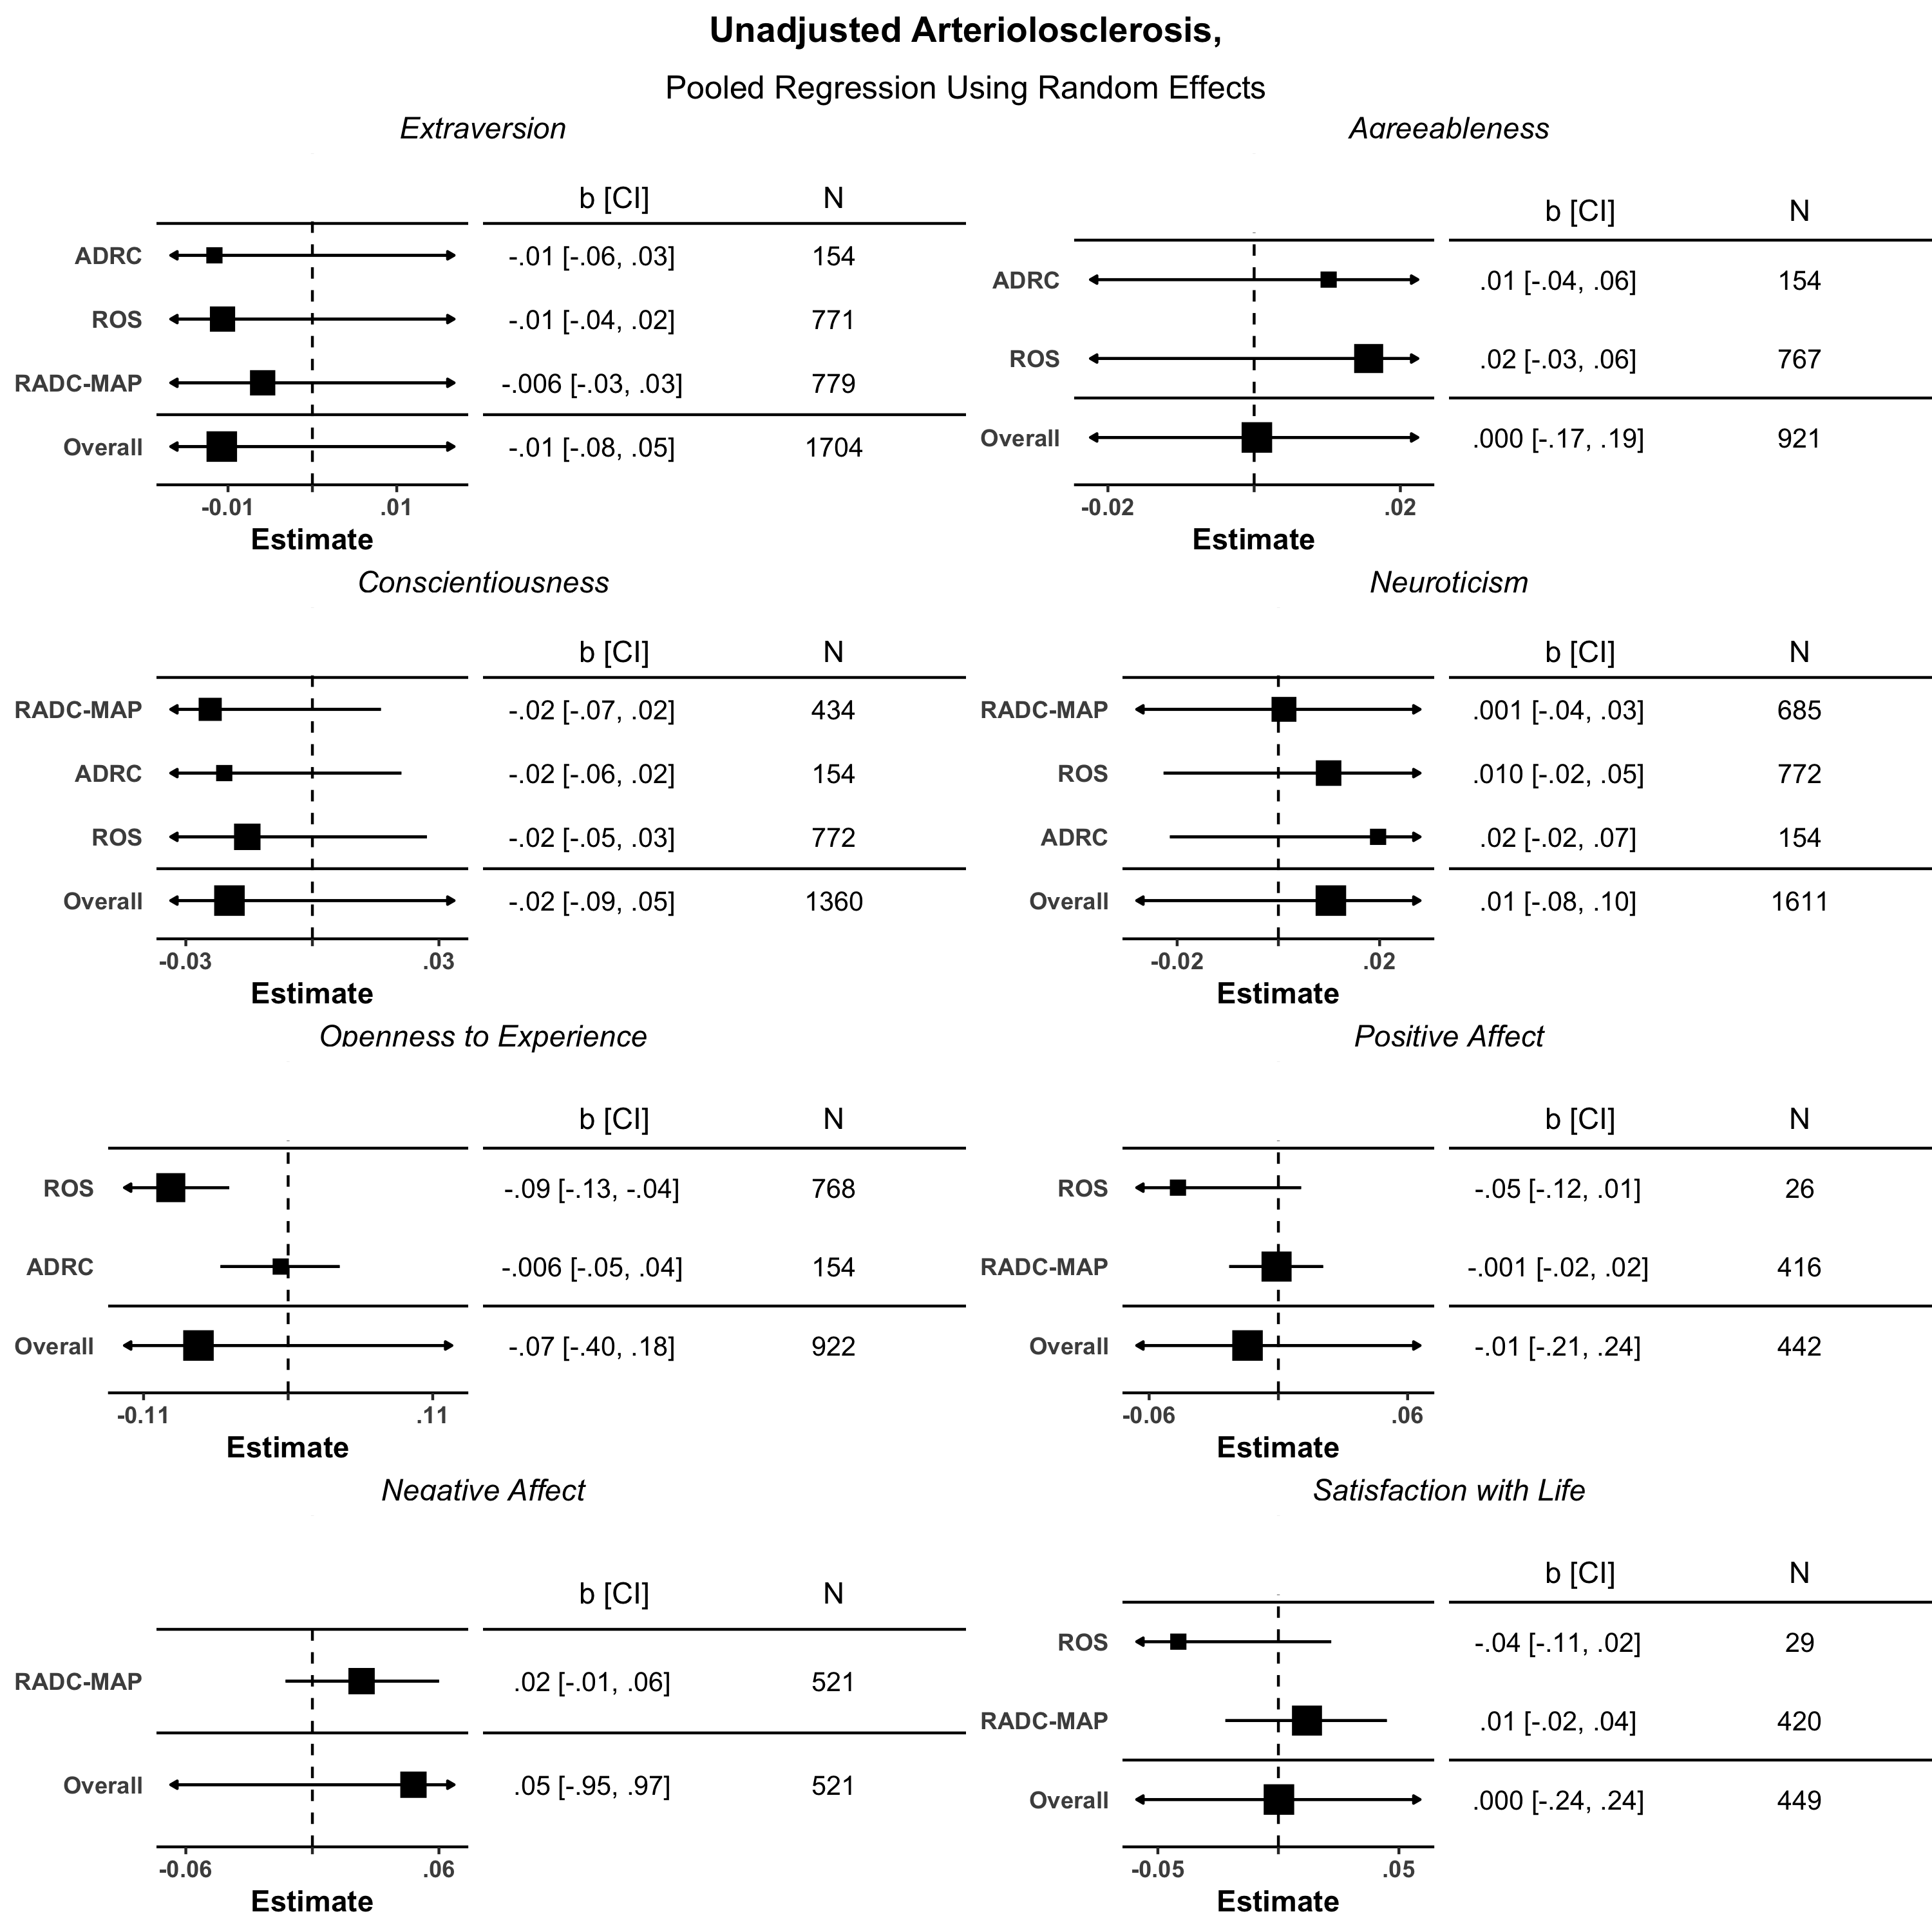 Unadjusted Arteriolosclerosis,
Pooled Regression Using Random Effects
Extraversion
b [CI] N
ADRC -.01 [-.06, .03] 154
ROS -.01 [-.04, .02] 771
RADC-MAP -.006 [-.03, .03] 779
Overall -.01 [-.08, .05] 1704
-0.01 .01
Estimate
Agreeableness
b [CI] N
ADRC .01 [-.04, .06] 154
ROS .02 [-.03, .06] 767
Overall .000 [-.17, .19] 921
-0.02 .02
Estimate
Conscientiousness
b [CI] N
RADC-MAP -.02 [-.07, .02] 434
ADRC -.02 [-.06, .02] 154
ROS -.02 [-.05, .03] 772
Overall -.02 [-.09, .05] 1360
-0.03 .03
Estimate
Neuroticism
b [CI] N
RADC-MAP .001 [-.04, .03] 685
ROS .010 [-.02, .05] 772
ADRC .02 [-.02, .07] 154
Overall .01 [-.08, .10] 1611
-0.02 .02
Estimate
Openness to Experience
b [CI] N
ROS -.09 [-.13, -.04] 768
ADRC -.006 [-.05, .04] 154
Overall -.07 [-.40, .18] 922
-0.11 .11
Estimate
Positive Affect
b [CI] N
ROS -.05 [-.12, .01] 26
RADC-MAP -.001 [-.02, .02] 416
Overall -.01 [-.21, .24] 442
-0.06 .06
Estimate
Negative Affect
b [CI] N
RADC-MAP .02 [-.01, .06] 521
Overall .05 [-.95, .97] 521
-0.06 .06
Estimate
Satisfaction with Life
b [CI] N
ROS -.04 [-.11, .02] 29
RADC-MAP .01 [-.02, .04] 420
Overall .000 [-.24, .24] 449
-0.05 .05
Estimate